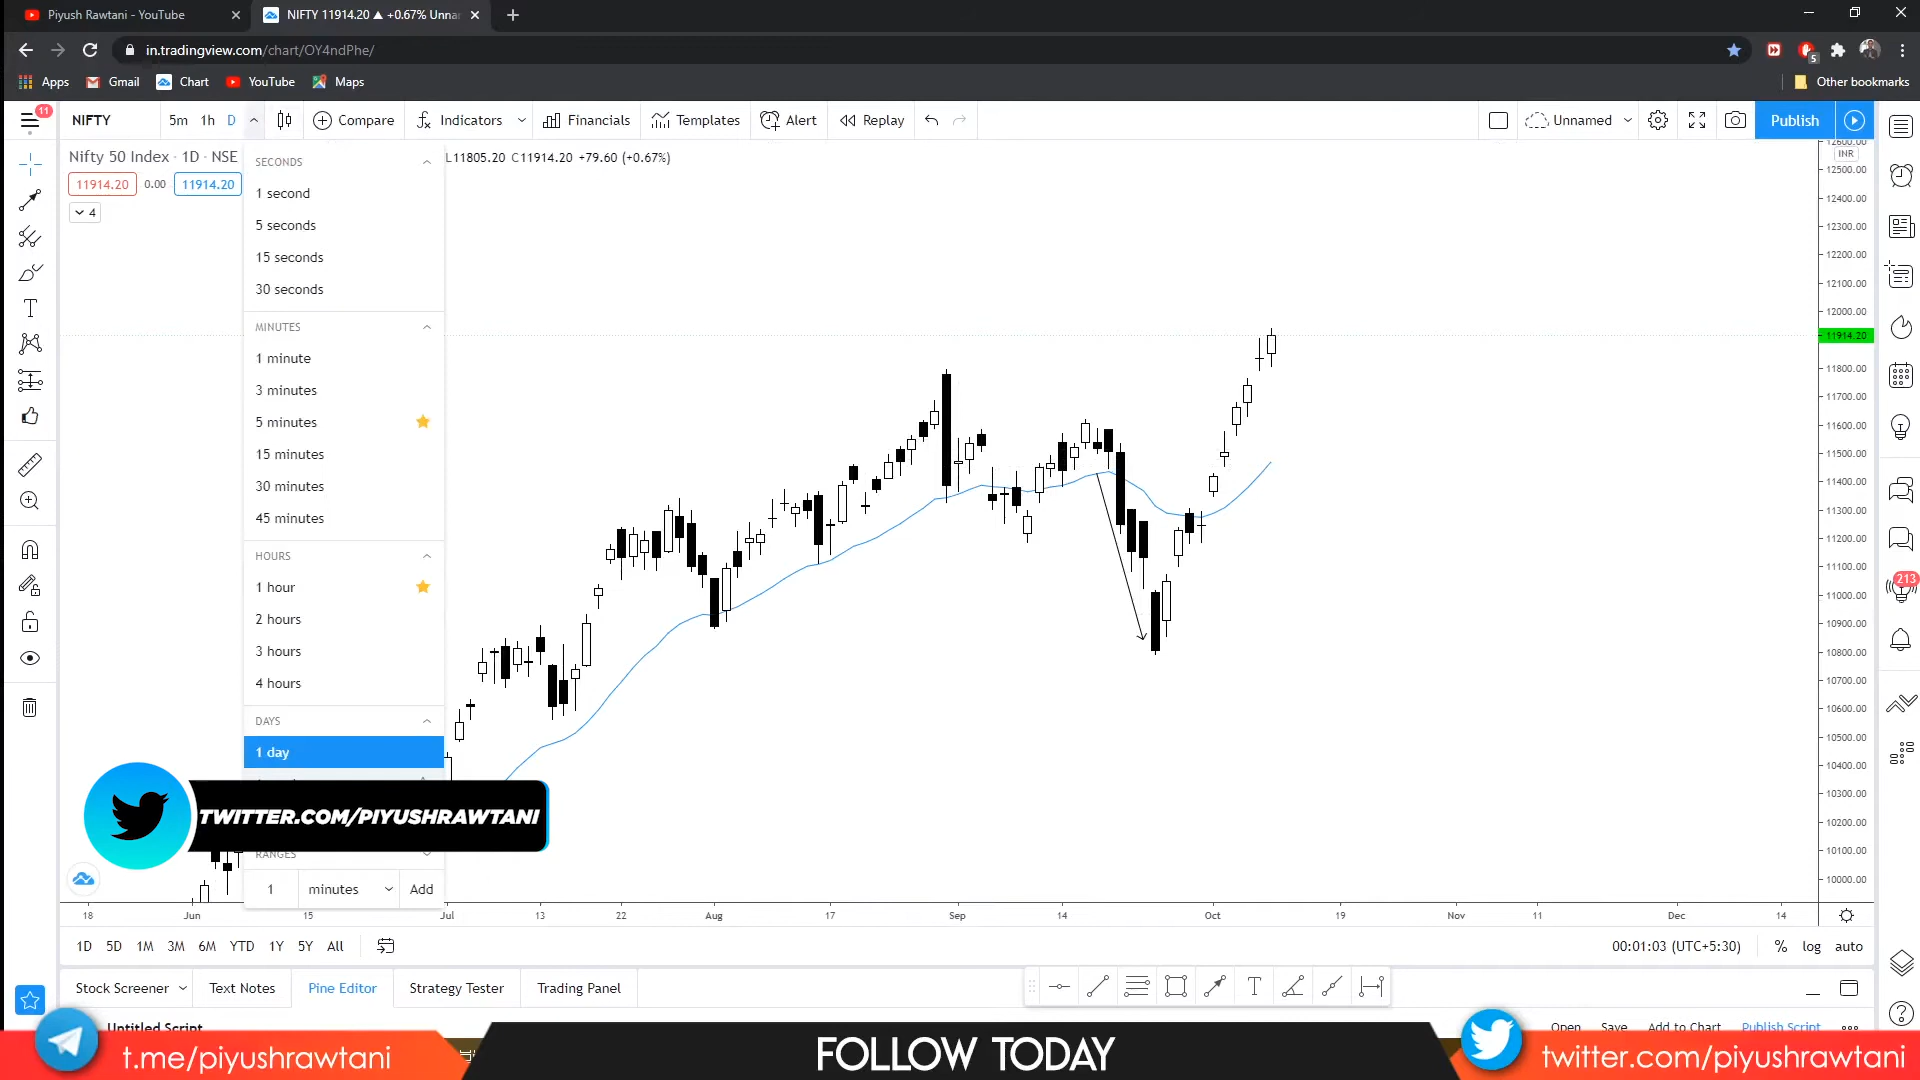 Piyush Rawtani - YouTube
NIFTY 11914.20 ▲ +0.67% Unna
in.tradingview.com/chart/OY4ndPhe/
5
Apps
Gmail
Chart
YouTube
Maps
Other bookmarks
11
NIFTY
5m
1h
D
Compare
Indicators
Financials
Templates
Alert
Replay
Unnamed
Publish
Nifty 50 Index · 1D · NSE
L11805.20 C11914.20 +79.60 (+0.67%)
11914.20
0.00
11914.20
4
SECONDS
1 second
5 seconds
15 seconds
30 seconds
MINUTES
1 minute
3 minutes
5 minutes
15 minutes
30 minutes
45 minutes
HOURS
1 hour
2 hours
3 hours
4 hours
DAYS
1 day
RANGES
1
minutes
Add
TWITTER.COM/PIYUSHRAWTANI
12600.00
INR
12500.00
12400.00
12300.00
12200.00
12100.00
12000.00
11914.20
11800.00
11700.00
11600.00
11500.00
11400.00
11300.00
11200.00
11100.00
11000.00
10900.00
10800.00
10700.00
10600.00
10500.00
10400.00
10300.00
10200.00
10100.00
10000.00
213
18
Jun
15
Jul
13
22
Aug
17
Sep
14
Oct
19
Nov
11
Dec
14
1D
5D
1M
3M
6M
YTD
1Y
5Y
All
00:01:03 (UTC+5:30)
%
log
auto
Stock Screener
Text Notes
Pine Editor
Strategy Tester
Trading Panel
Untitled Script
Open
Save
Add to Chart
Publish Script
t.me/piyushrawtani
FOLLOW TODAY
twitter.com/piyushrawtani